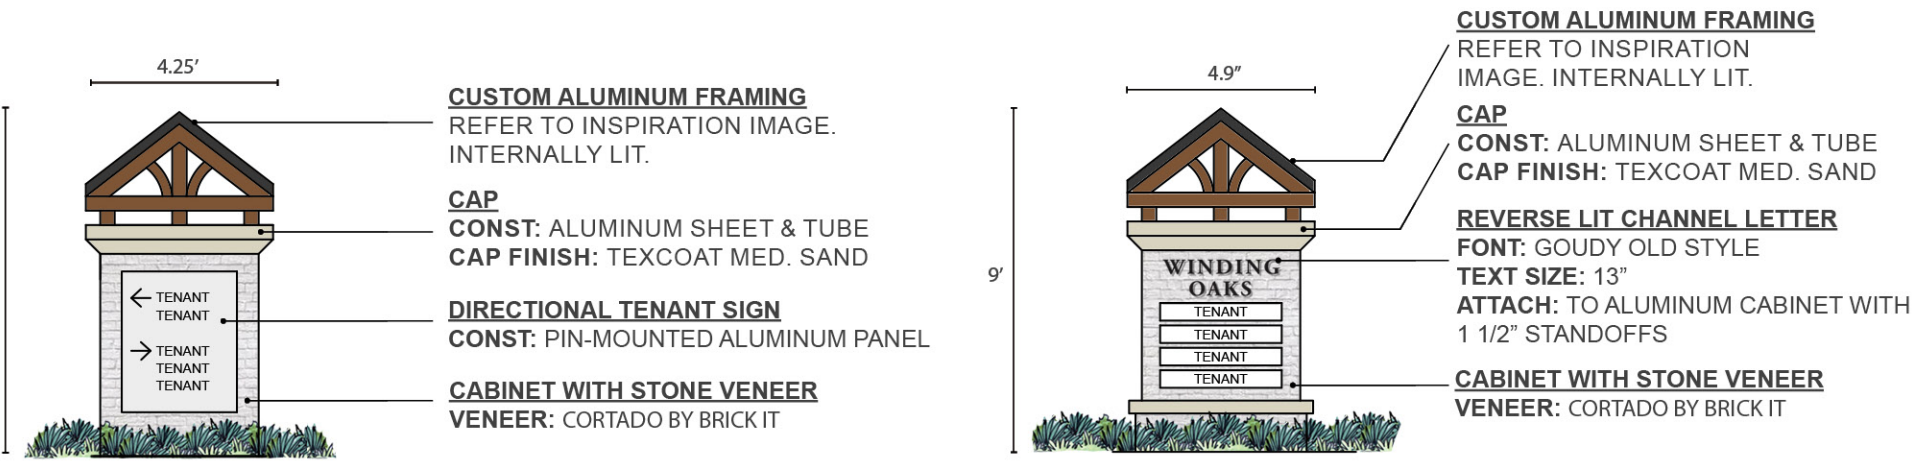 4.25’
CUSTOM ALUMINUM FRAMING
REFER TO INSPIRATION IMAGE.
INTERNALLY LIT.
CAP
CONST: ALUMINUM SHEET & TUBE
CAP FINISH: TEXCOAT MED. SAND
DIRECTIONAL TENANT SIGN
CONST: PIN-MOUNTED ALUMINUM PANEL
CABINET WITH STONE VENEER
VENEER: CORTADO BY BRICK IT
TENANT
TENANT
TENANT
TENANT
TENANT
4.9”
9’
CUSTOM ALUMINUM FRAMING
REFER TO INSPIRATION
IMAGE. INTERNALLY LIT.
CAP
CONST: ALUMINUM SHEET & TUBE
CAP FINISH: TEXCOAT MED. SAND
REVERSE LIT CHANNEL LETTER
FONT: GOUDY OLD STYLE
TEXT SIZE: 13”
ATTACH: TO ALUMINUM CABINET WITH
1 1/2” STANDOFFS
CABINET WITH STONE VENEER
VENEER: CORTADO BY BRICK IT
WINDING
OAKS
TENANT
TENANT
TENANT
TENANT